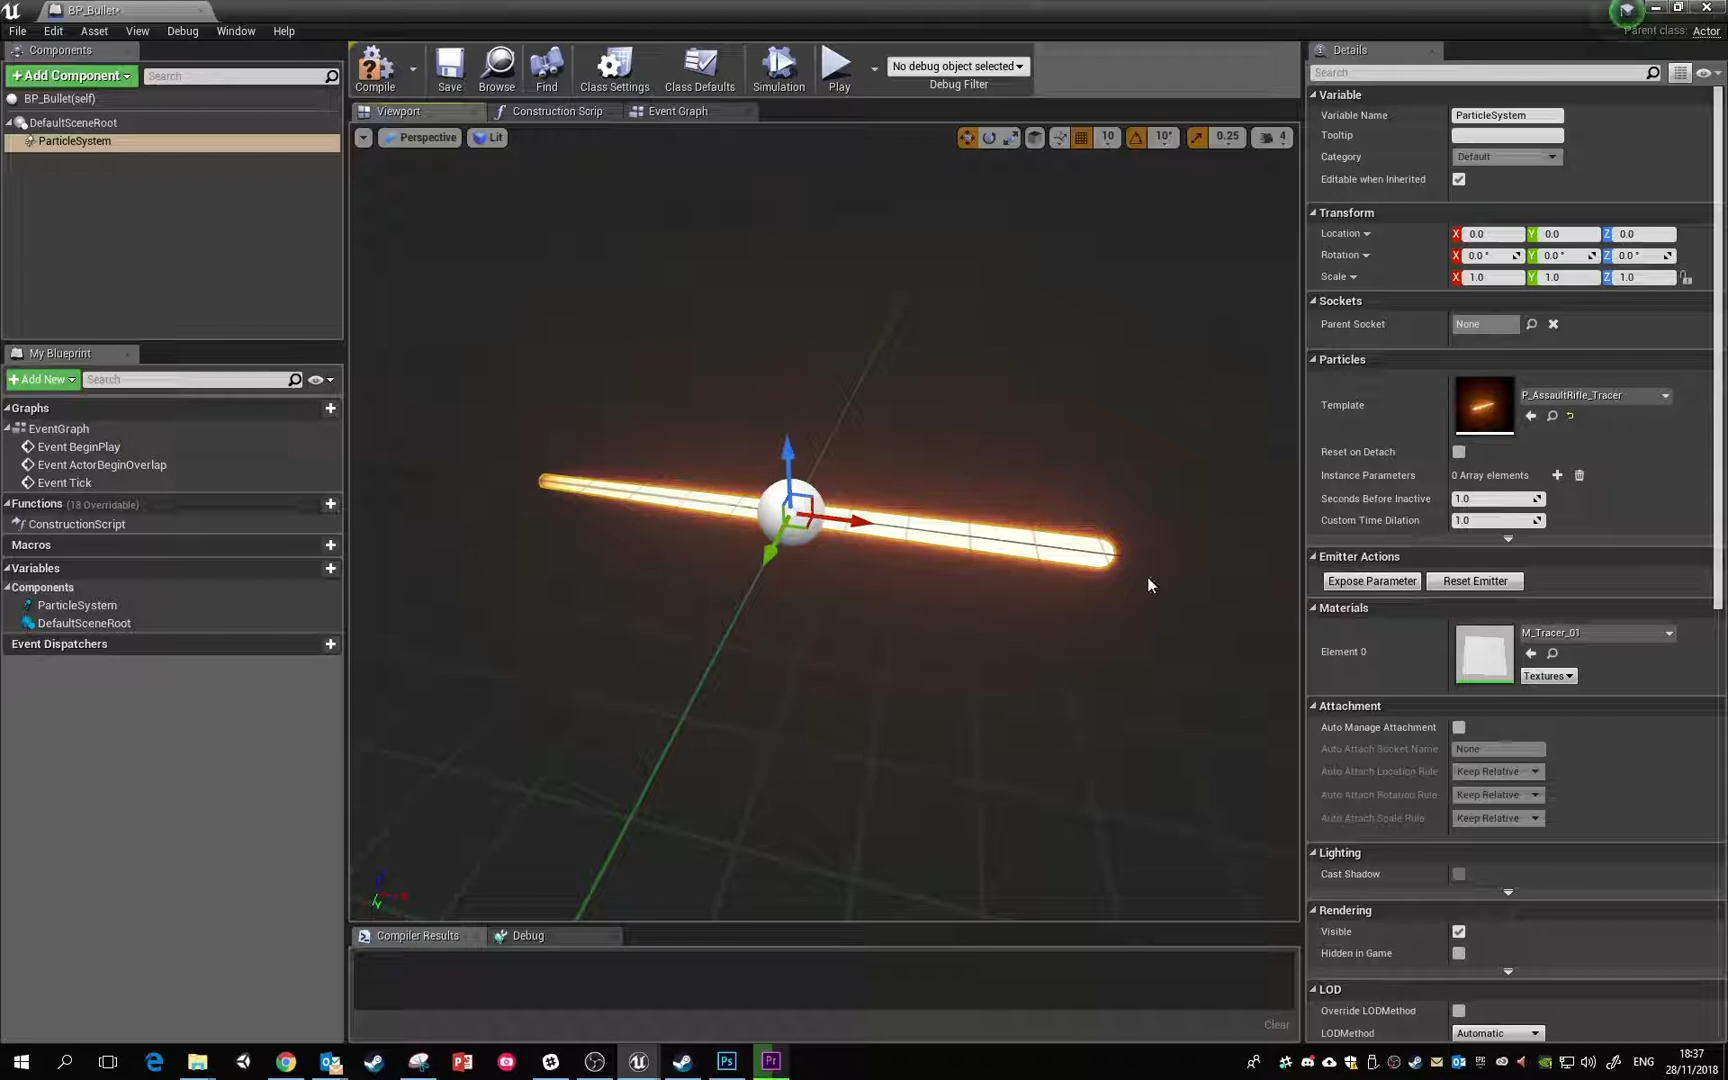 BP_Bullet*
File Edit Asset View Debug Window Help
Parent class: Actor
Components
+Add Component Search
BP_Bullet(self)
DefaultSceneRoot
ParticleSystem
My Blueprint
+Add New Search
Graphs
EventGraph
Event BeginPlay
Event ActorBeginOverlap
Event Tick
Functions (18 Overridable)
ConstructionScript
Macros
Variables
Components
ParticleSystem
DefaultSceneRoot
Event Dispatchers
Compile Save Browse Find Class Settings Class Defaults Simulation Play
No debug object selected
Debug Filter
Viewport Construction Scrip Event Graph
Perspective Lit 10 10° 0.25 4
Compiler Results Debug
Clear
Details
Search
Variable
Variable Name ParticleSystem
Tooltip
Category Default
Editable when Inherited
Transform
Location X 0.0 Y 0.0 Z 0.0
Rotation X 0.0 ° Y 0.0 ° Z 0.0 °
Scale X 1.0 Y 1.0 Z 1.0
Sockets
Parent Socket None
Particles
Template P_AssaultRifle_Tracer
Reset on Detach
Instance Parameters 0 Array elements
Seconds Before Inactive 1.0
Custom Time Dilation 1.0
Emitter Actions
Expose Parameter Reset Emitter
Materials
Element 0 M_Tracer_01
Textures
Attachment
Auto Manage Attachment
Auto Attach Socket Name None
Auto Attach Location Rule Keep Relative
Auto Attach Rotation Rule Keep Relative
Auto Attach Scale Rule Keep Relative
Lighting
Cast Shadow
Rendering
Visible
Hidden in Game
LOD
Override LODMethod
LODMethod Automatic
Ps Pr
ENG
18:37
28/11/2018